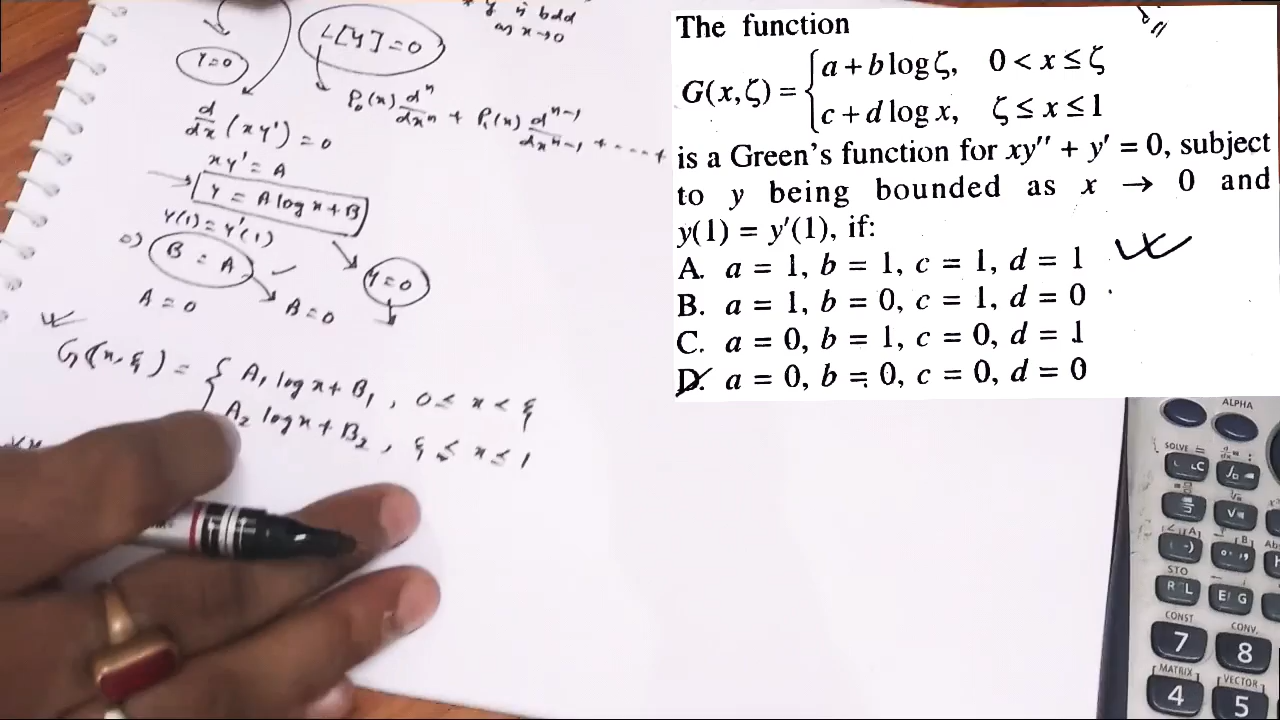 y is bdd
as x→0
L[y]=0
y=0
P₀(x) dⁿ/dxⁿ + P₁(x) dⁿ⁻¹/dxⁿ⁻¹ + ----+
d/dx (xy') = 0
xy' = A
y = A log x + B
y(1) = y'(1)
B = A
y=0
A = 0
B = 0
G(x, ξ) = { A₁ log x + B₁, 0 ≤ x < ξ
A₂ log x + B₂, ξ ≤ x ≤ 1
The function
G(x,ζ) = { a + b log ζ, 0 < x ≤ ζ
c + d log x, ζ ≤ x ≤ 1
is a Green's function for xy″ + y′ = 0, subject
to y being bounded as x → 0 and
y(1) = y′(1), if:
A. a = 1, b = 1, c = 1, d = 1
B. a = 1, b = 0, c = 1, d = 0
C. a = 0, b = 1, c = 0, d = 1
D. a = 0, b = 0, c = 0, d = 0
ALPHA
SOLVE
STO
CONST
CONV.
7 8
MATRIX
VECTOR
4 5